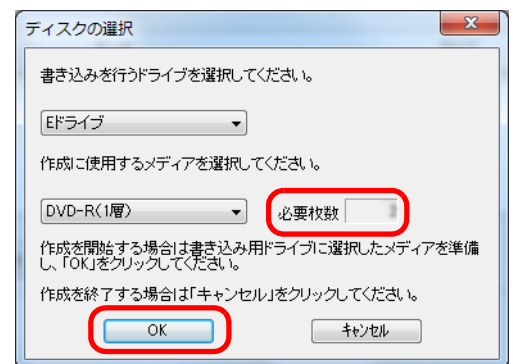 ディスクの選択
書き込みを行うドライブを選択してください。
Eドライブ
作成に使用するメディアを選択してください。
DVD-R(1層)
必要枚数
作成を開始する場合は書き込み用ドライブに選択したメディアを準備
し、「OK」をクリックしてください。
作成を終了する場合は「キャンセル」をクリックしてください。
OK
キャンセル